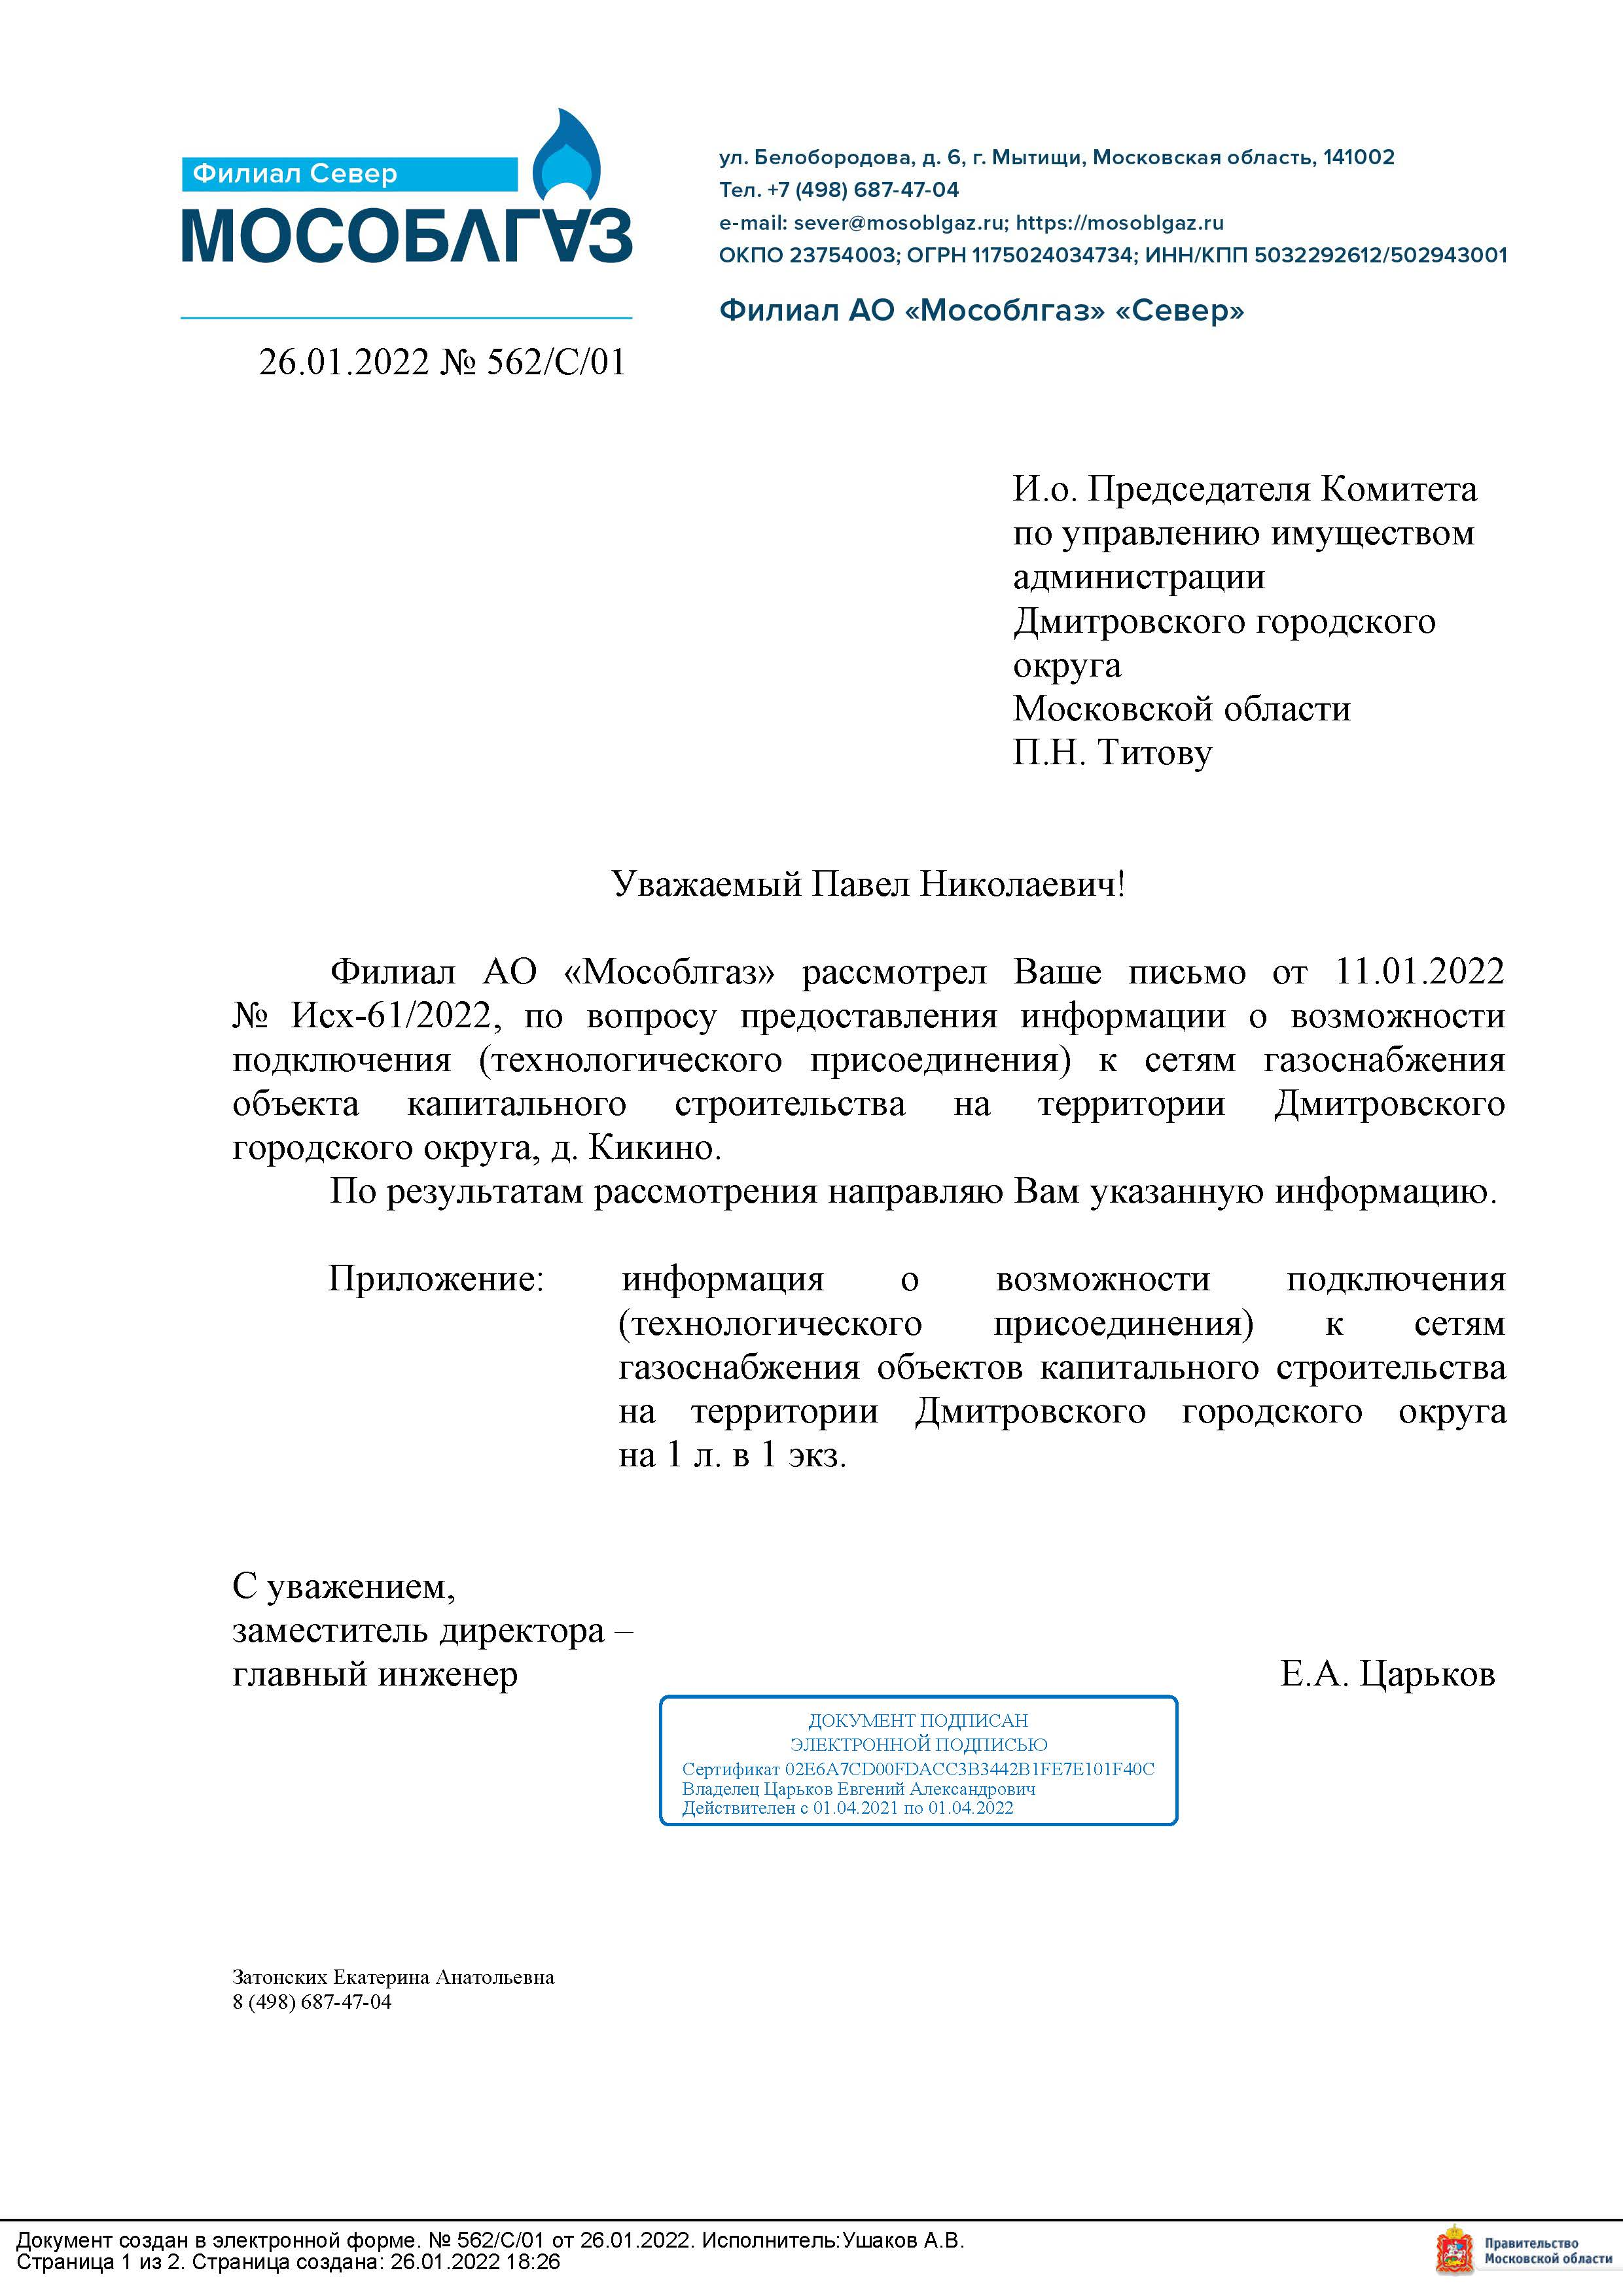 Филиал Север
МОСОБЛГАЗ
ул. Белобородова, д. 6, г. Мытищи, Московская область, 141002
Тел. +7 (498) 687-47-04
e-mail: sever@mosoblgaz.ru; https://mosoblgaz.ru
ОКПО 23754003; ОГРН 1175024034734; ИНН/КПП 5032292612/502943001
Филиал АО «Мособлгаз» «Север»
26.01.2022 № 562/С/01
И.о. Председателя Комитета
по управлению имуществом
администрации
Дмитровского городского
округа
Московской области
П.Н. Титову
Уважаемый Павел Николаевич!
Филиал АО «Мособлгаз» рассмотрел Ваше письмо от 11.01.2022
№ Исх-61/2022, по вопросу предоставления информации о возможности
подключения (технологического присоединения) к сетям газоснабжения
объекта капитального строительства на территории Дмитровского
городского округа, д. Кикино.
По результатам рассмотрения направляю Вам указанную информацию.
Приложение: информация о возможности подключения
(технологического присоединения) к сетям
газоснабжения объектов капитального строительства
на территории Дмитровского городского округа
на 1 л. в 1 экз.
С уважением,
заместитель директора –
главный инженер Е.А. Царьков
ДОКУМЕНТ ПОДПИСАН
ЭЛЕКТРОННОЙ ПОДПИСЬЮ
Сертификат 02E6A7CD00FDACC3B3442B1FE7E101F40C
Владелец Царьков Евгений Александрович
Действителен с 01.04.2021 по 01.04.2022
Затонских Екатерина Анатольевна
8 (498) 687-47-04
Документ создан в электронной форме. № 562/С/01 от 26.01.2022. Исполнитель:Ушаков А.В.
Страница 1 из 2. Страница создана: 26.01.2022 18:26
Правительство
Московской области